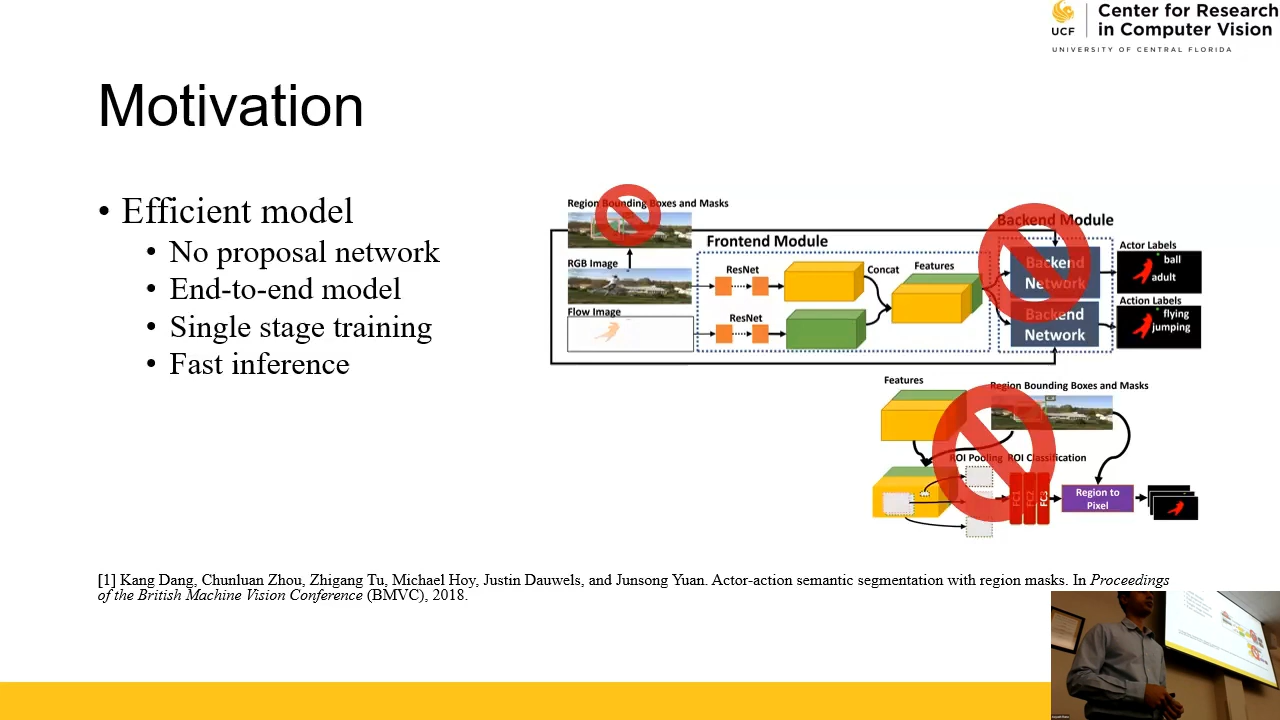 UCF
Center for Research
in Computer Vision
UNIVERSITY OF CENTRAL FLORIDA
Motivation
• Efficient model
• No proposal network
• End-to-end model
• Single stage training
• Fast inference
Region Bounding Boxes and Masks
RGB Image
Flow Image
Frontend Module
ResNet
ResNet
Concat
Features
Backend Module
Backend
Network
Backend
Network
Actor Labels
ball
adult
Action Labels
flying
jumping
Features
Region Bounding Boxes and Masks
ROI Pooling ROI Classification
FC1
FC2
FC3
Region to
Pixel
[1] Kang Dang, Chunluan Zhou, Zhigang Tu, Michael Hoy, Justin Dauwels, and Junsong Yuan. Actor-action semantic segmentation with region masks. In Proceedings
of the British Machine Vision Conference (BMVC), 2018.